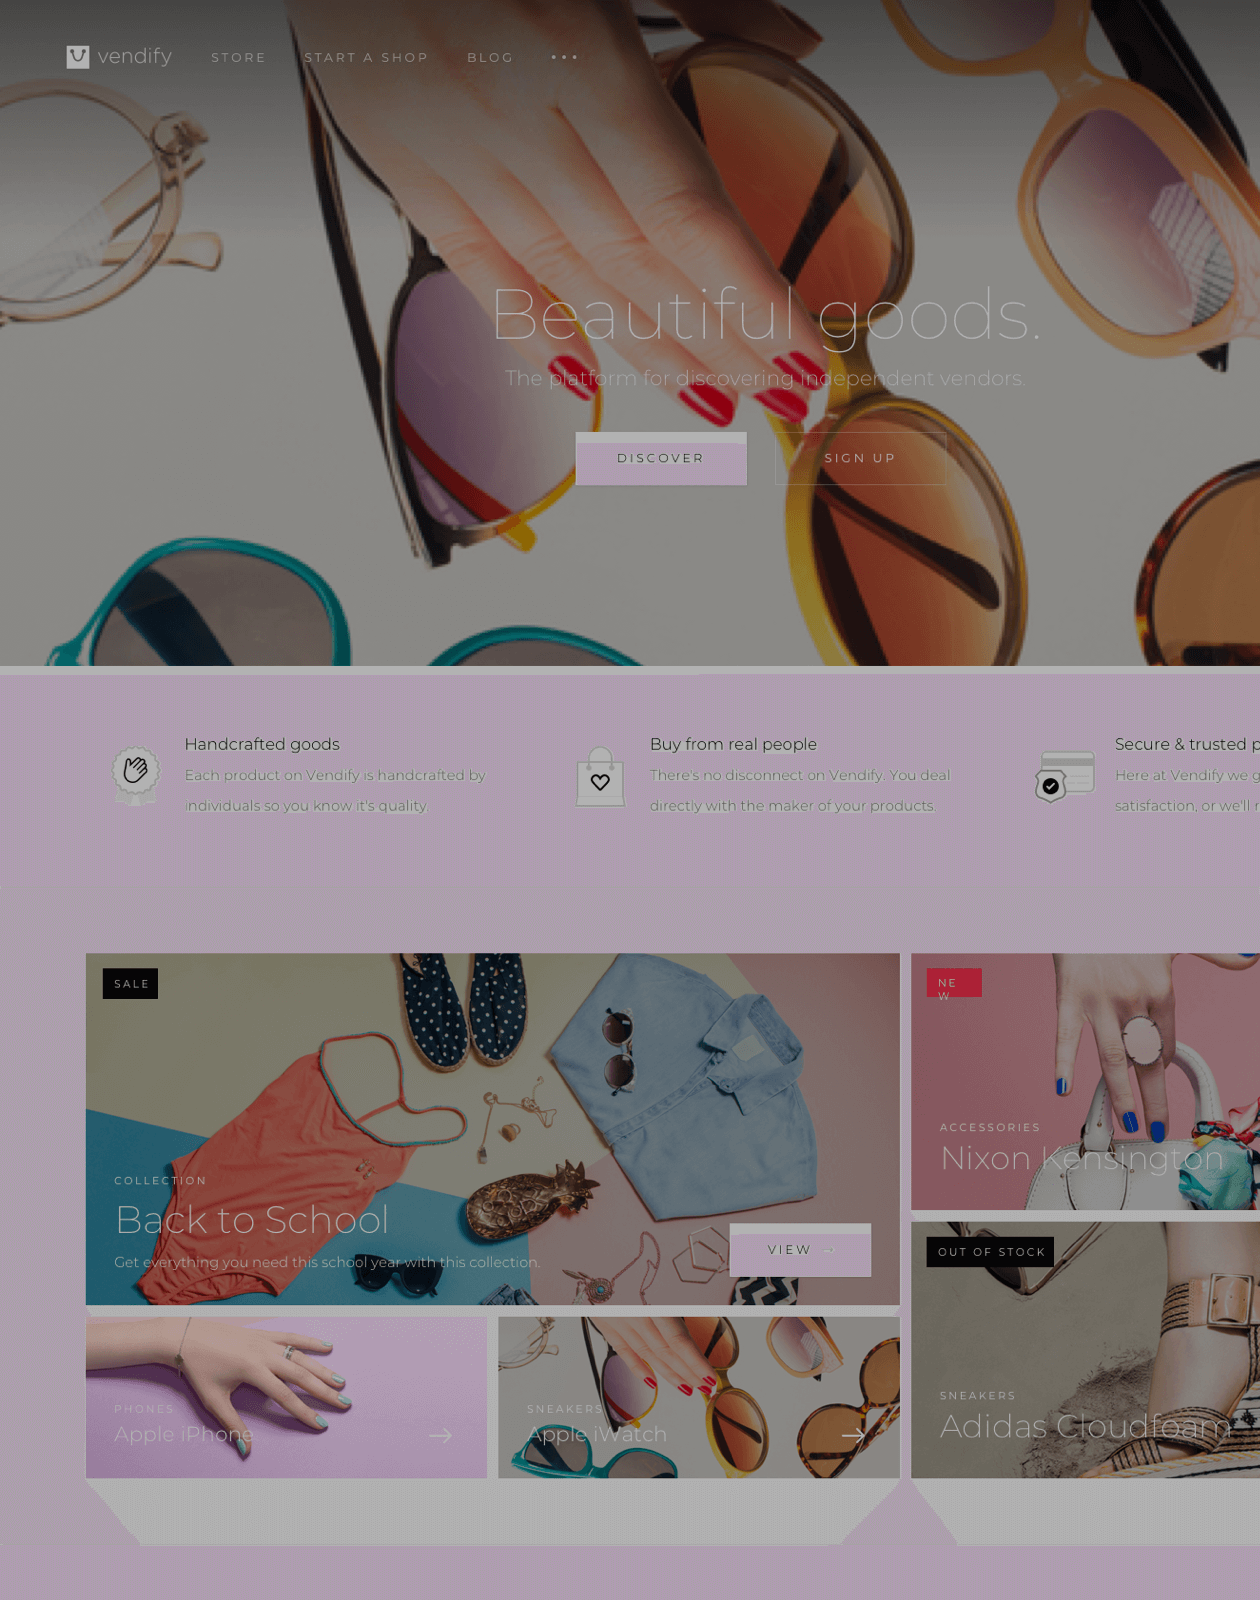 vendify STORE START A SHOP BLOG
Beautiful goods.
The platform for discovering independent vendors.
DISCOVER SIGN UP
Handcrafted goods
Each product on Vendify is handcrafted by
individuals so you know it's quality.
Buy from real people
There's no disconnect on Vendify. You deal
directly with the maker of your products.
Secure & trusted
Here at Vendify we
satisfaction, or we'll
SALE
COLLECTION
Back to School
Get everything you need this school year with this collection.
VIEW
NE
W
ACCESSORIES
Nixon Kensington
OUT OF STOCK
SNEAKERS
Adidas Cloudfoam
PHONES
Apple iPhone
SNEAKERS
Apple iWatch